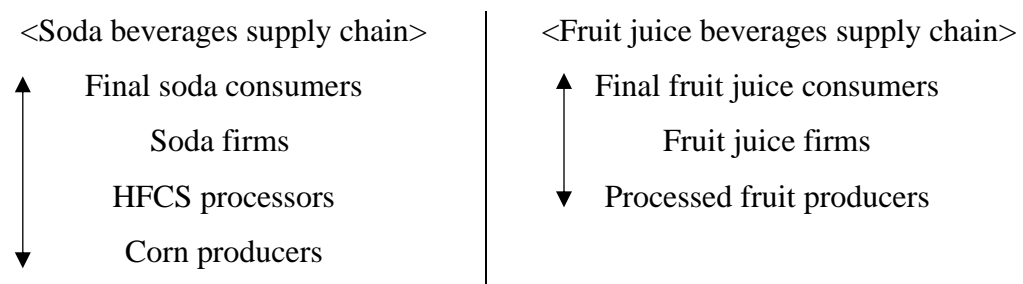 <Soda beverages supply chain>
Final soda consumers
Soda firms
HFCS processors
Corn producers
<Fruit juice beverages supply chain>
Final fruit juice consumers
Fruit juice firms
Processed fruit producers